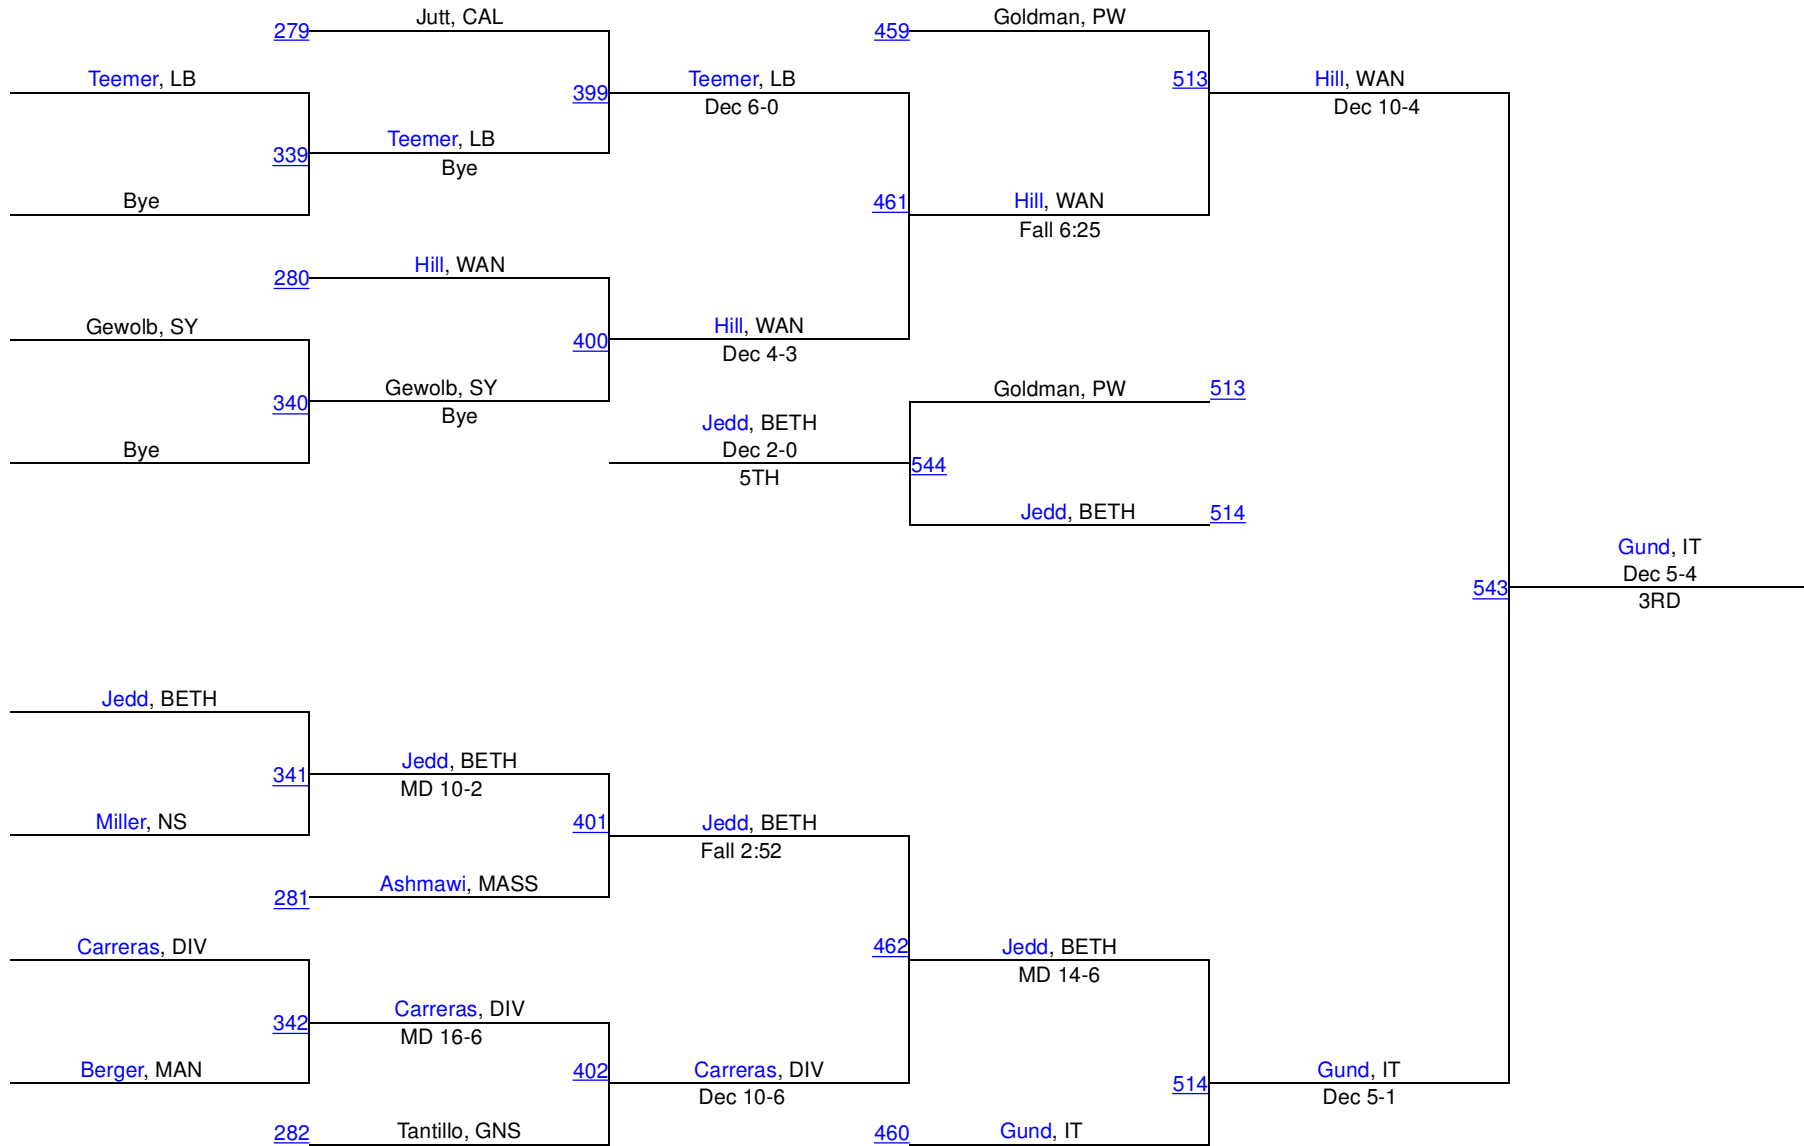 Jutt, CAL
Goldman, PW
279
459
Teemer, LB
Teemer, LB
513
Hill, WAN
399
Dec 6-0
Dec 10-4
Teemer, LB
339
Bye
Bye
461
Hill, WAN
Fall 6:25
Hill, WAN
280
Gewolb, SY
Hill, WAN
400
Dec 4-3
Gewolb, SY
Goldman, PW
513
340
Bye
Jedd, BETH
Bye
Dec 2-0
544
5TH
Jedd, BETH
514
Gund, IT
Dec 5-4
543
3RD
Jedd, BETH
Jedd, BETH
341
MD 10-2
Miller, NS
401
Jedd, BETH
Fall 2:52
Ashmawi, MASS
281
Carreras, DIV
462
Jedd, BETH
MD 14-6
Carreras, DIV
342
MD 16-6
Berger, MAN
402
Carreras, DIV
514
Gund, IT
Dec 10-6
Dec 5-1
282
Tantillo, GNS
460
Gund, IT